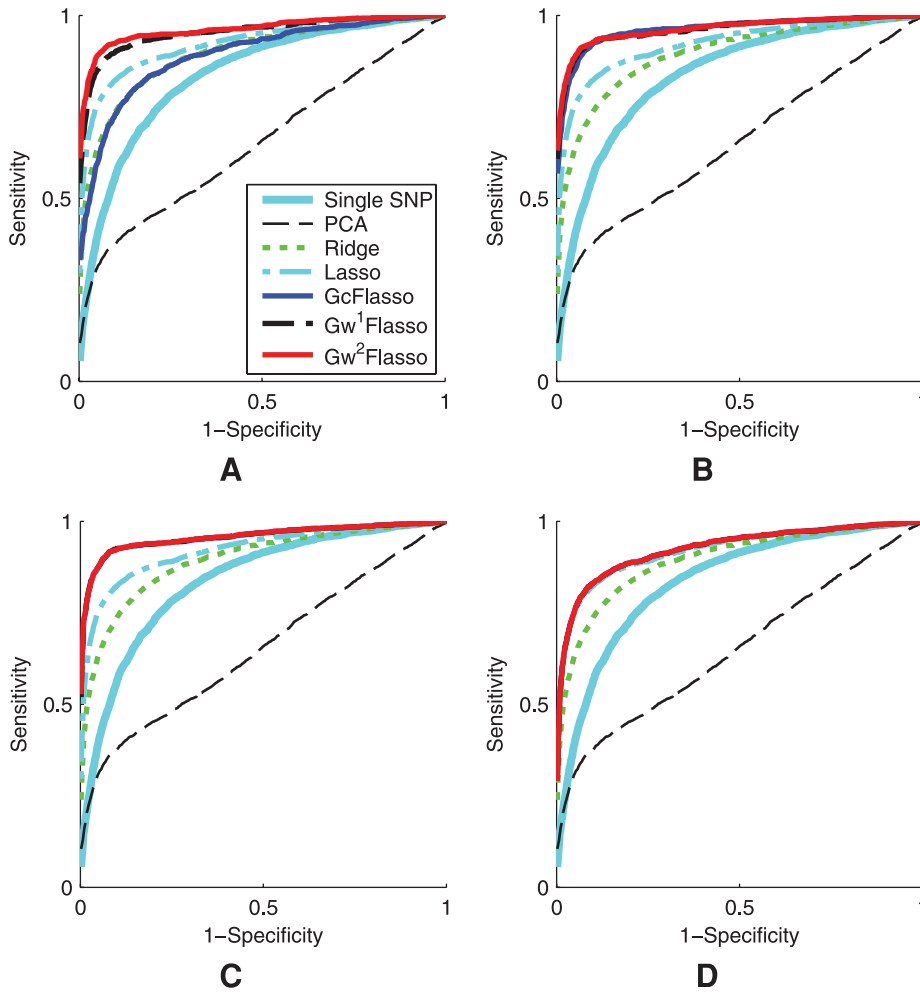 1
Sensitivity
0.5
0
0
0.5
1
1−Specificity
Single SNP
PCA
Ridge
Lasso
GcFlasso
Gw¹Flasso
Gw²Flasso
A
1
Sensitivity
0.5
0
0
0.5
1
1−Specificity
B
1
Sensitivity
0.5
0
0
0.5
1
1−Specificity
C
1
Sensitivity
0.5
0
0
0.5
1
1−Specificity
D